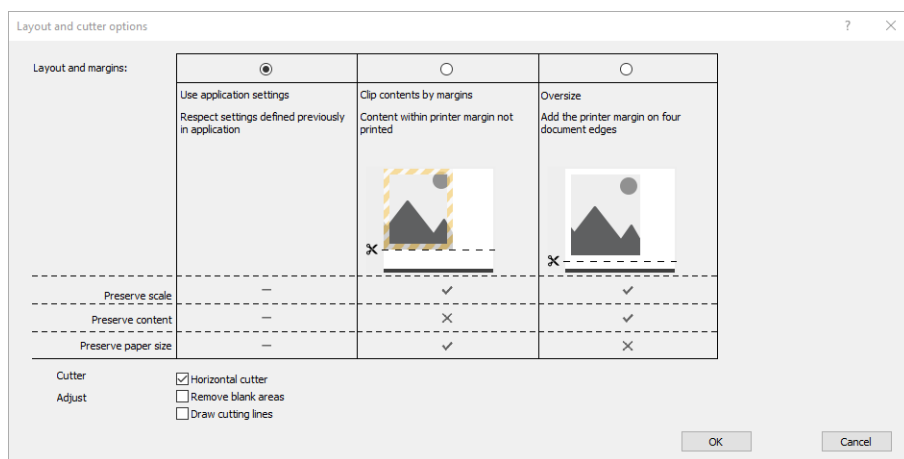 Layout and cutter options
Layout and margins:
Use application settings
Respect settings defined previously
in application
Clip contents by margins
Content within printer margin not
printed
Oversize
Add the printer margin on four
document edges
Preserve scale
Preserve content
Preserve paper size
Cutter
Horizontal cutter
Adjust
Remove blank areas
Draw cutting lines
OK
Cancel